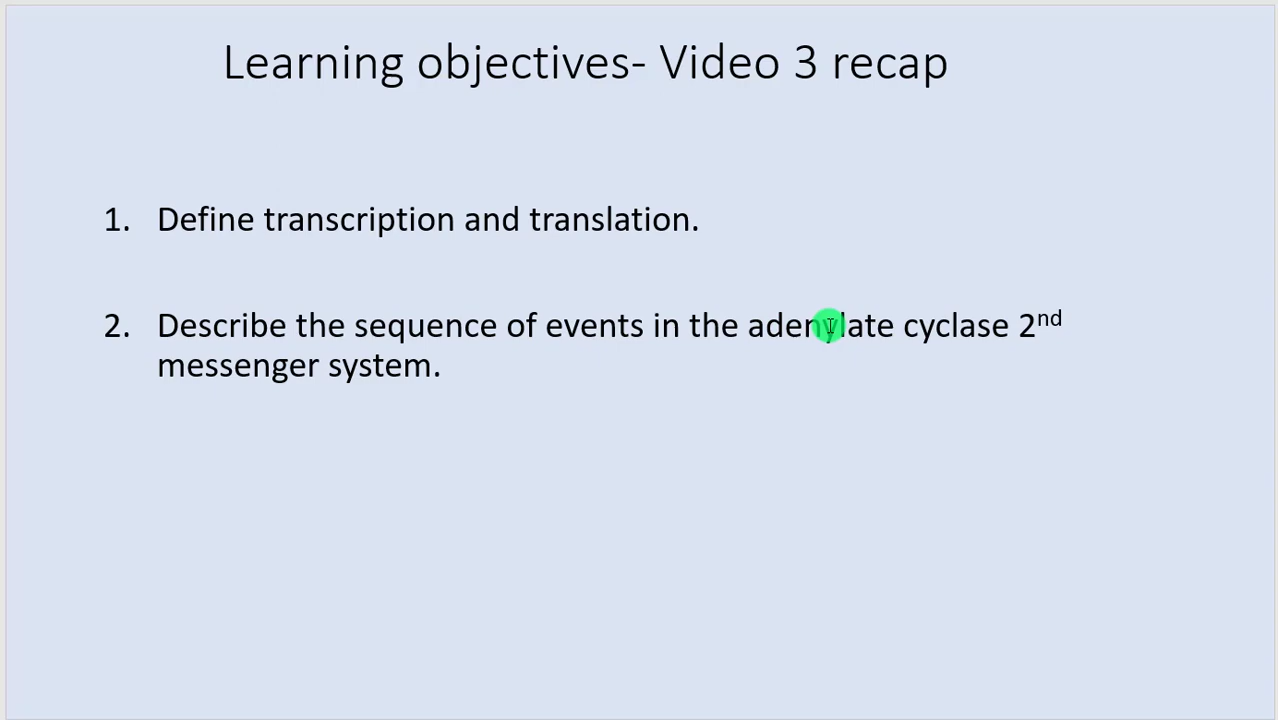 Learning objectives- Video 3 recap
1. Define transcription and translation.
2. Describe the sequence of events in the adenylate cyclase 2nd
messenger system.